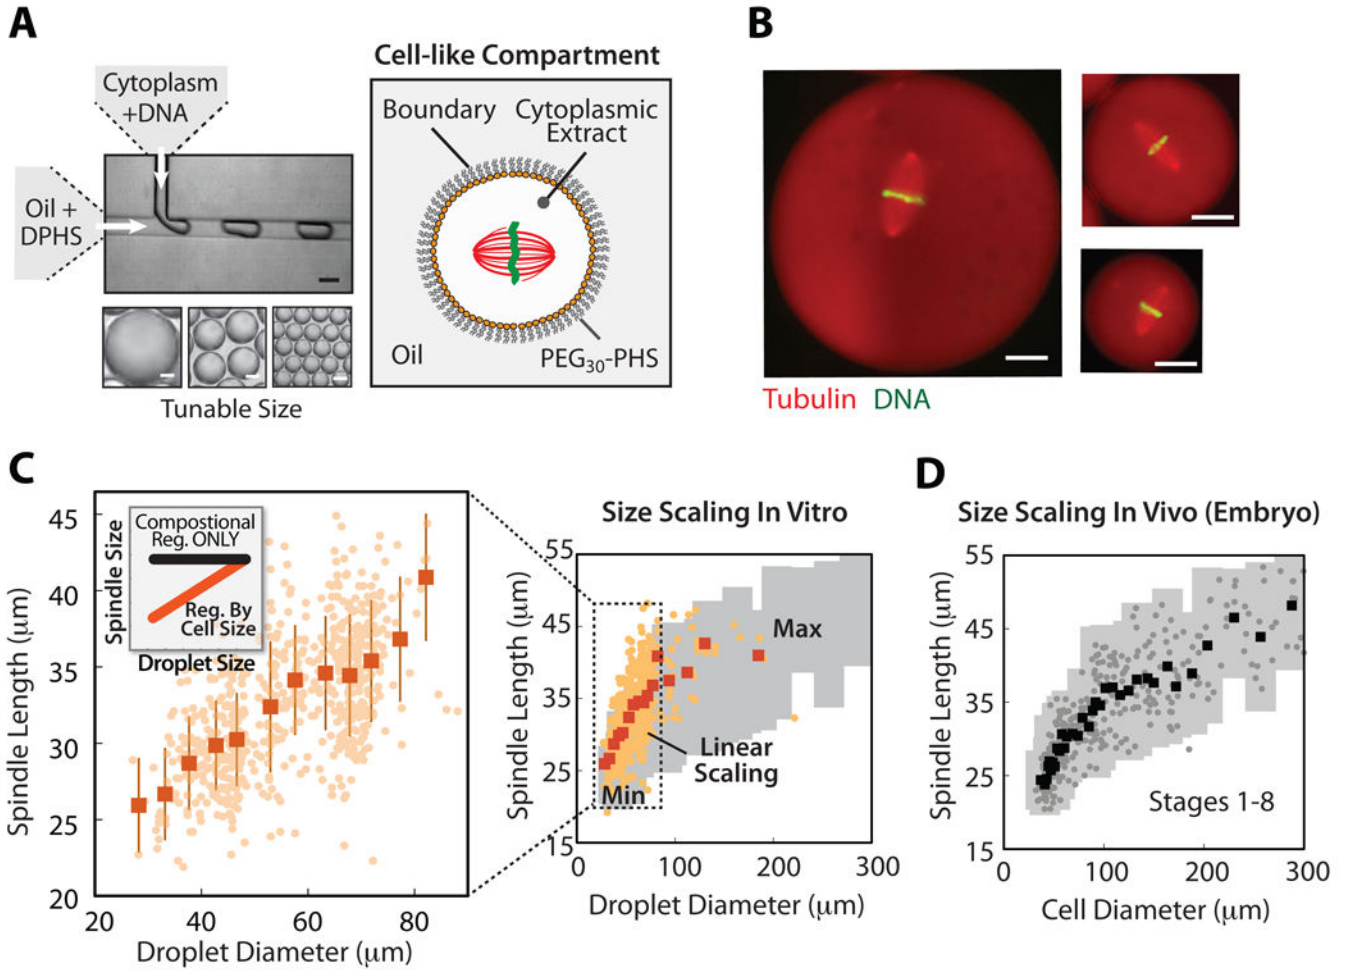 A
Cytoplasm
+DNA
Oil +
DPHS
Tunable Size
Cell-like Compartment
Boundary
Cytoplasmic
Extract
Oil
PEG30-PHS
B
Tubulin DNA
C
45
40
35
30
25
20
20 40 60 80
Spindle Length (μm)
Droplet Diameter (μm)
Spindle Size
Compostional
Reg. ONLY
Reg. By
Cell Size
Droplet Size
Size Scaling In Vitro
55
45
35
25
15
0 100 200 300
Spindle Length (μm)
Droplet Diameter (μm)
Max
Linear
Scaling
Min
D
Size Scaling In Vivo (Embryo)
55
45
35
25
15
0 100 200 300
Spindle Length (μm)
Cell Diameter (μm)
Stages 1-8